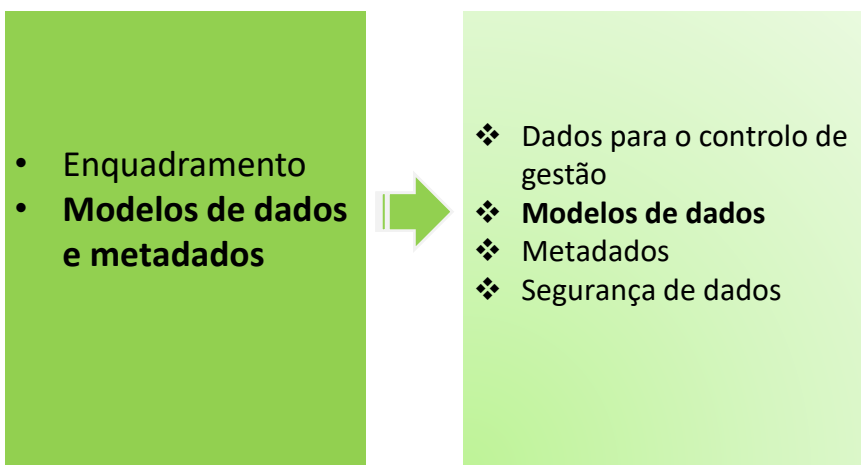 • Enquadramento
• Modelos de dados
e metadados
❖ Dados para o controlo de
gestão
❖ Modelos de dados
❖ Metadados
❖ Segurança de dados